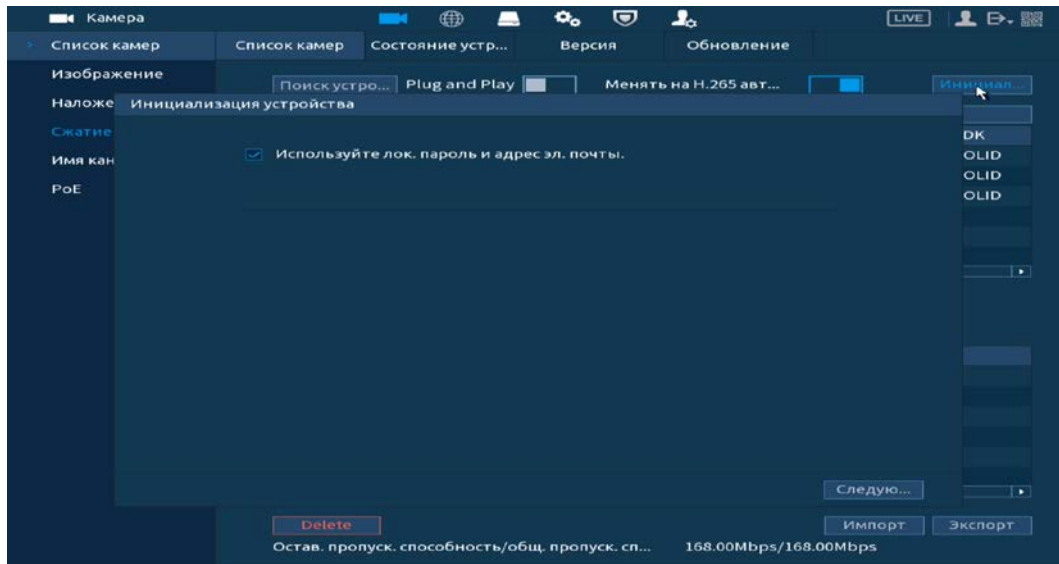 Камера LIVE
Список камер Список камер Состояние устр... Версия Обновление
Изображение
Поиск устро... Plug and Play Менять на H.265 авт... Инициал...
Наложе Инициализация устройства
Сжатие DK
Используйте лок. пароль и адрес эл. почты. OLID
Имя кан OLID
PoE OLID
Следую...
Delete Импорт Экспорт
Остав. пропуск. способность/общ. пропуск. сп... 168.00Mbps/168.00Mbps